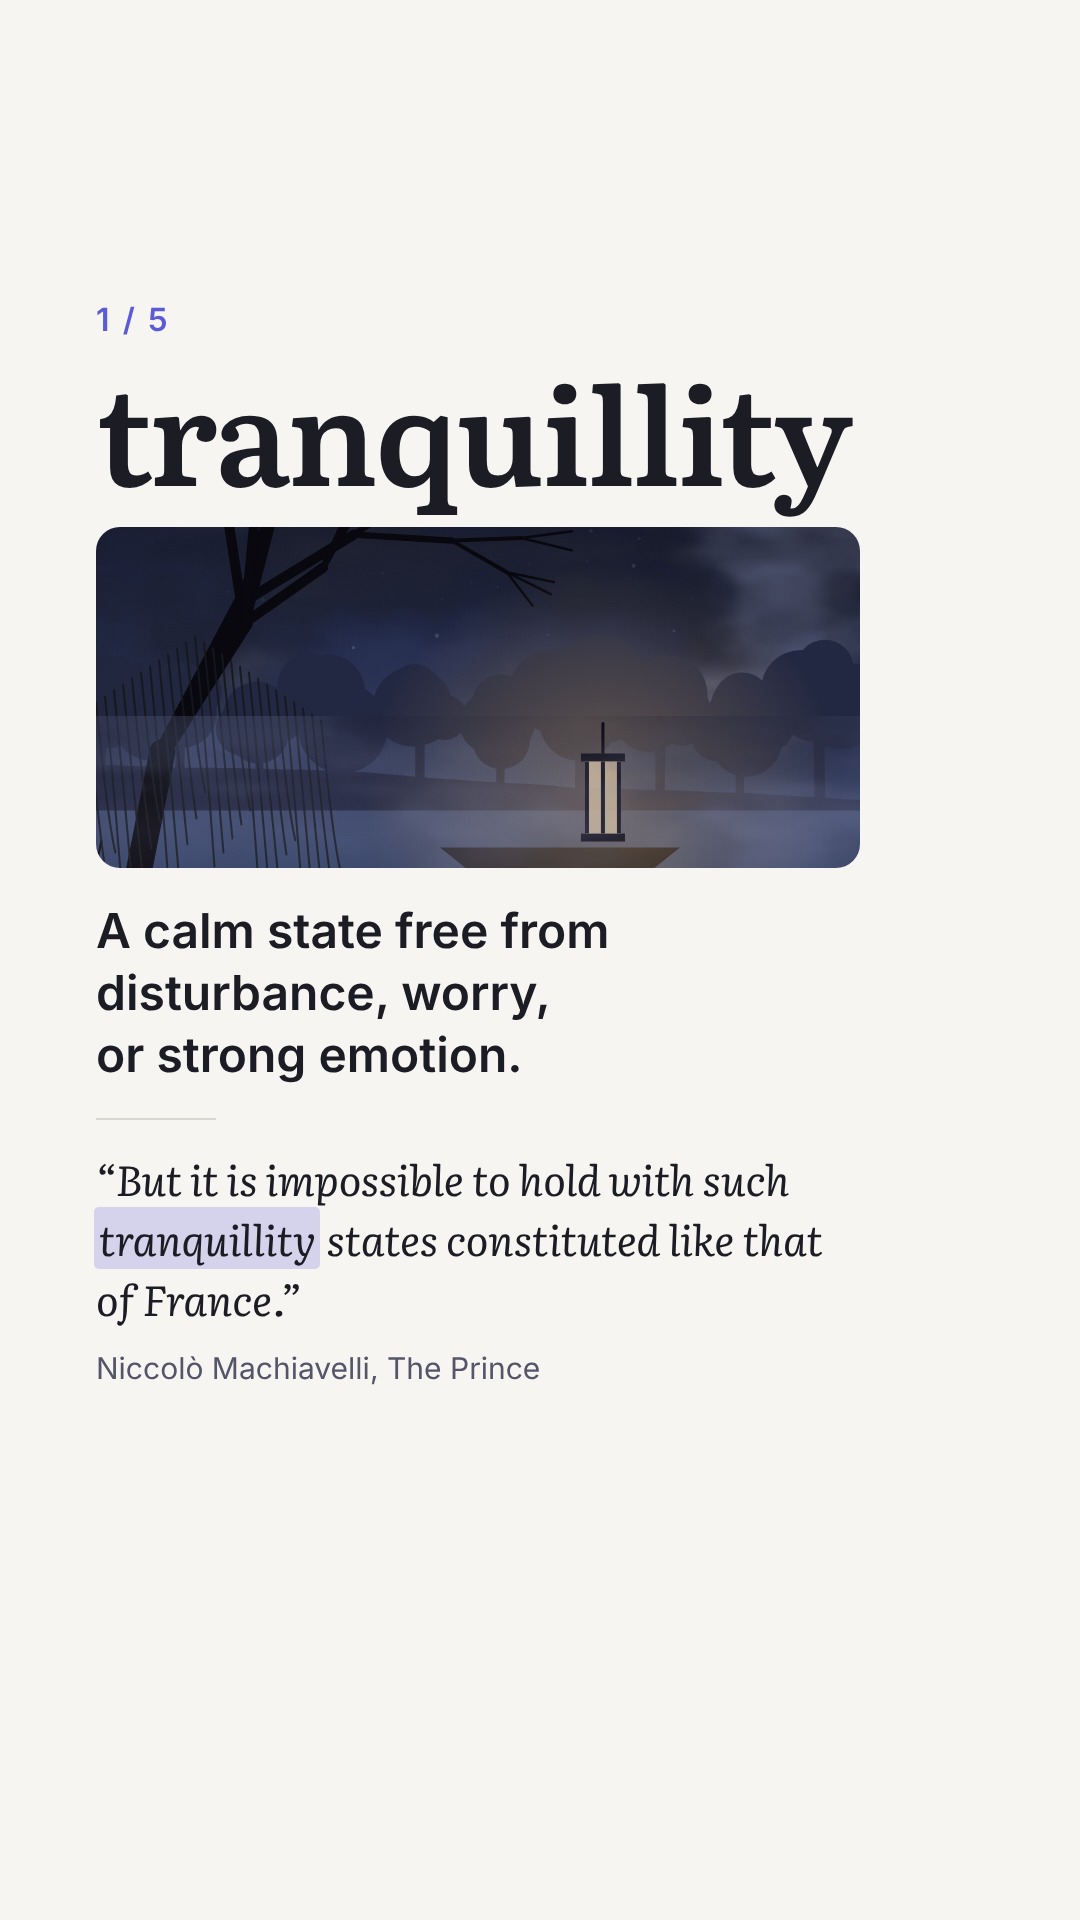 1 / 5
tranquillity
A calm state free from
disturbance, worry,
or strong emotion.
“But it is impossible to hold with such
tranquillity states constituted like that
of France.”
Niccolò Machiavelli, The Prince